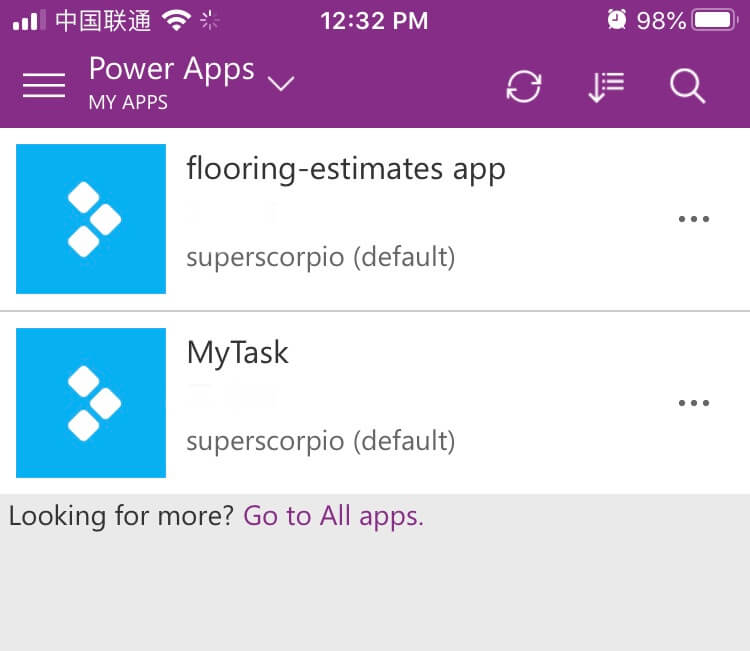 中国联通 12:32 PM 98%
Power Apps
MY APPS
flooring-estimates app
superscorpio (default)
MyTask
superscorpio (default)
Looking for more? Go to All apps.